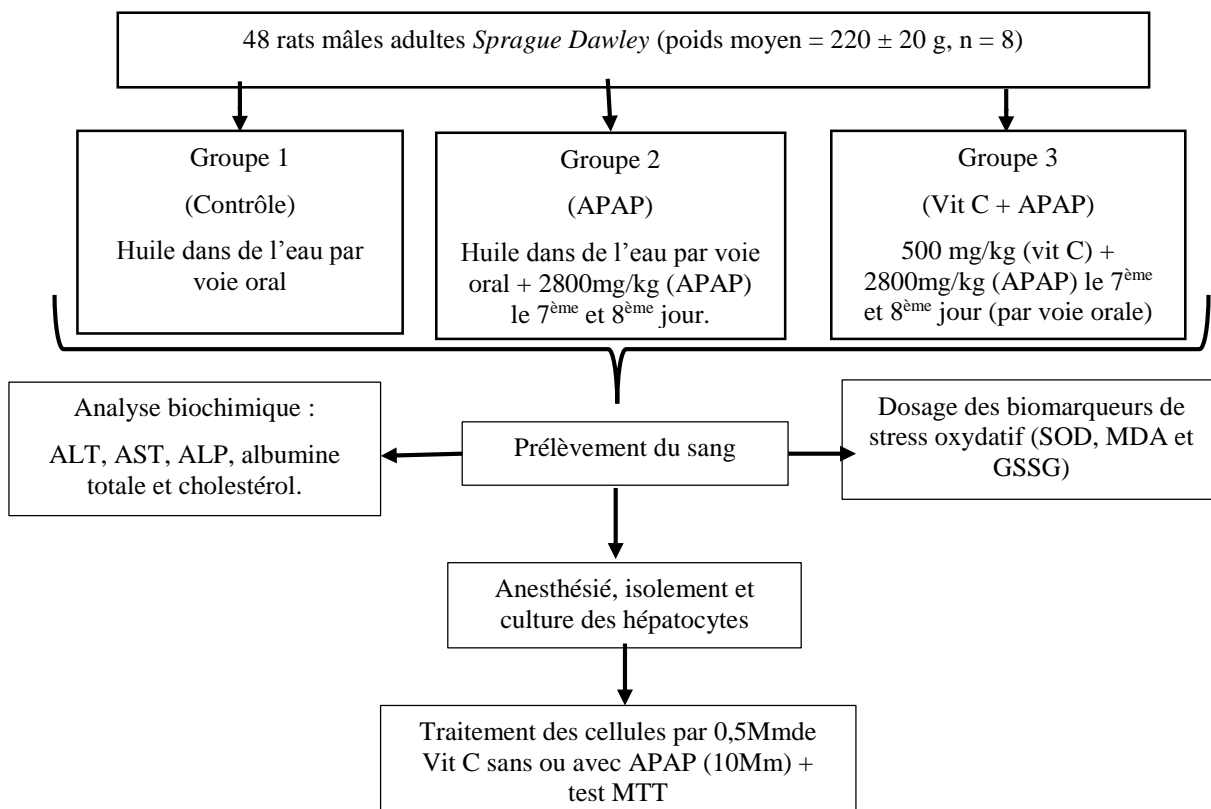 48 rats mâles adultes Sprague Dawley (poids moyen = 220 ± 20 g, n = 8)
Groupe 1
(Contrôle)
Huile dans de l’eau par
voie oral
Groupe 2
(APAP)
Huile dans de l’eau par voie
oral + 2800mg/kg (APAP)
le 7ème et 8ème jour.
Groupe 3
(Vit C + APAP)
500 mg/kg (vit C) +
2800mg/kg (APAP) le 7ème
et 8ème jour (par voie orale)
Analyse biochimique :
ALT, AST, ALP, albumine
totale et cholestérol.
Prélèvement du sang
Dosage des biomarqueurs de
stress oxydatif (SOD, MDA et
GSSG)
Anesthésié, isolement et
culture des hépatocytes
Traitement des cellules par 0,5Mmde
Vit C sans ou avec APAP (10Mm) +
test MTT